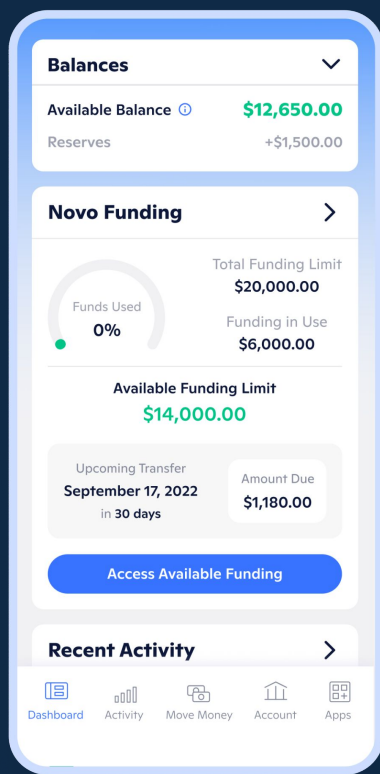 Balances
Available Balance $12,650.00
Reserves +$1,500.00
Novo Funding
Total Funding Limit
$20,000.00
Funds Used
0%
Funding in Use
$6,000.00
Available Funding Limit
$14,000.00
Upcoming Transfer
September 17, 2022
in 30 days
Amount Due
$1,180.00
Access Available Funding
Recent Activity
Dashboard Activity Move Money Account Apps